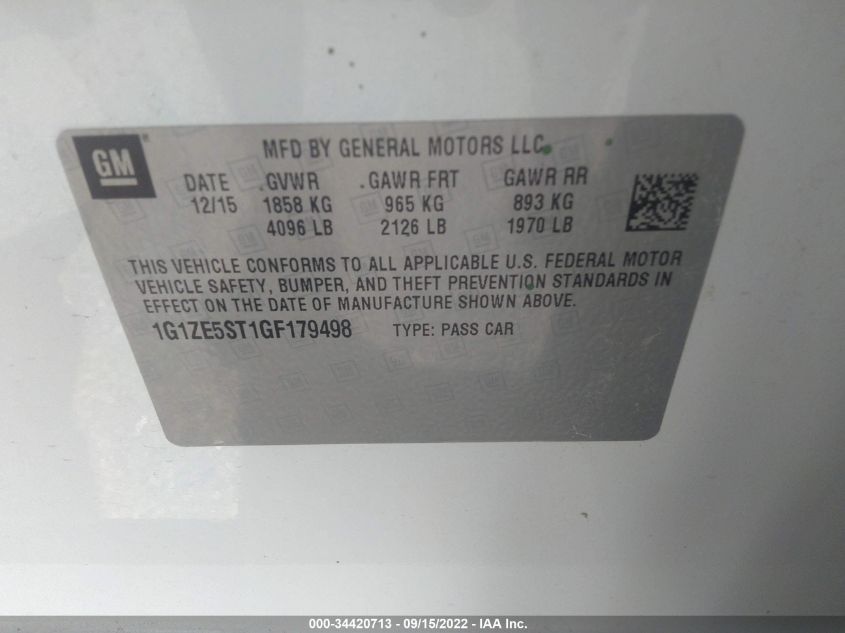 GM
MFD BY GENERAL MOTORS LLC
DATE .GVWR .GAWR FRT GAWR RR
12/15 1858 KG 965 KG 893 KG
4096 LB 2126 LB 1970 LB
THIS VEHICLE CONFORMS TO ALL APPLICABLE U.S. FEDERAL MOTOR
VEHICLE SAFETY, BUMPER, AND THEFT PREVENTION STANDARDS IN
EFFECT ON THE DATE OF MANUFACTURE SHOWN ABOVE.
1G1ZE5ST1GF179498 TYPE: PASS CAR
000-34420713 - 09/15/2022 - IAA Inc.